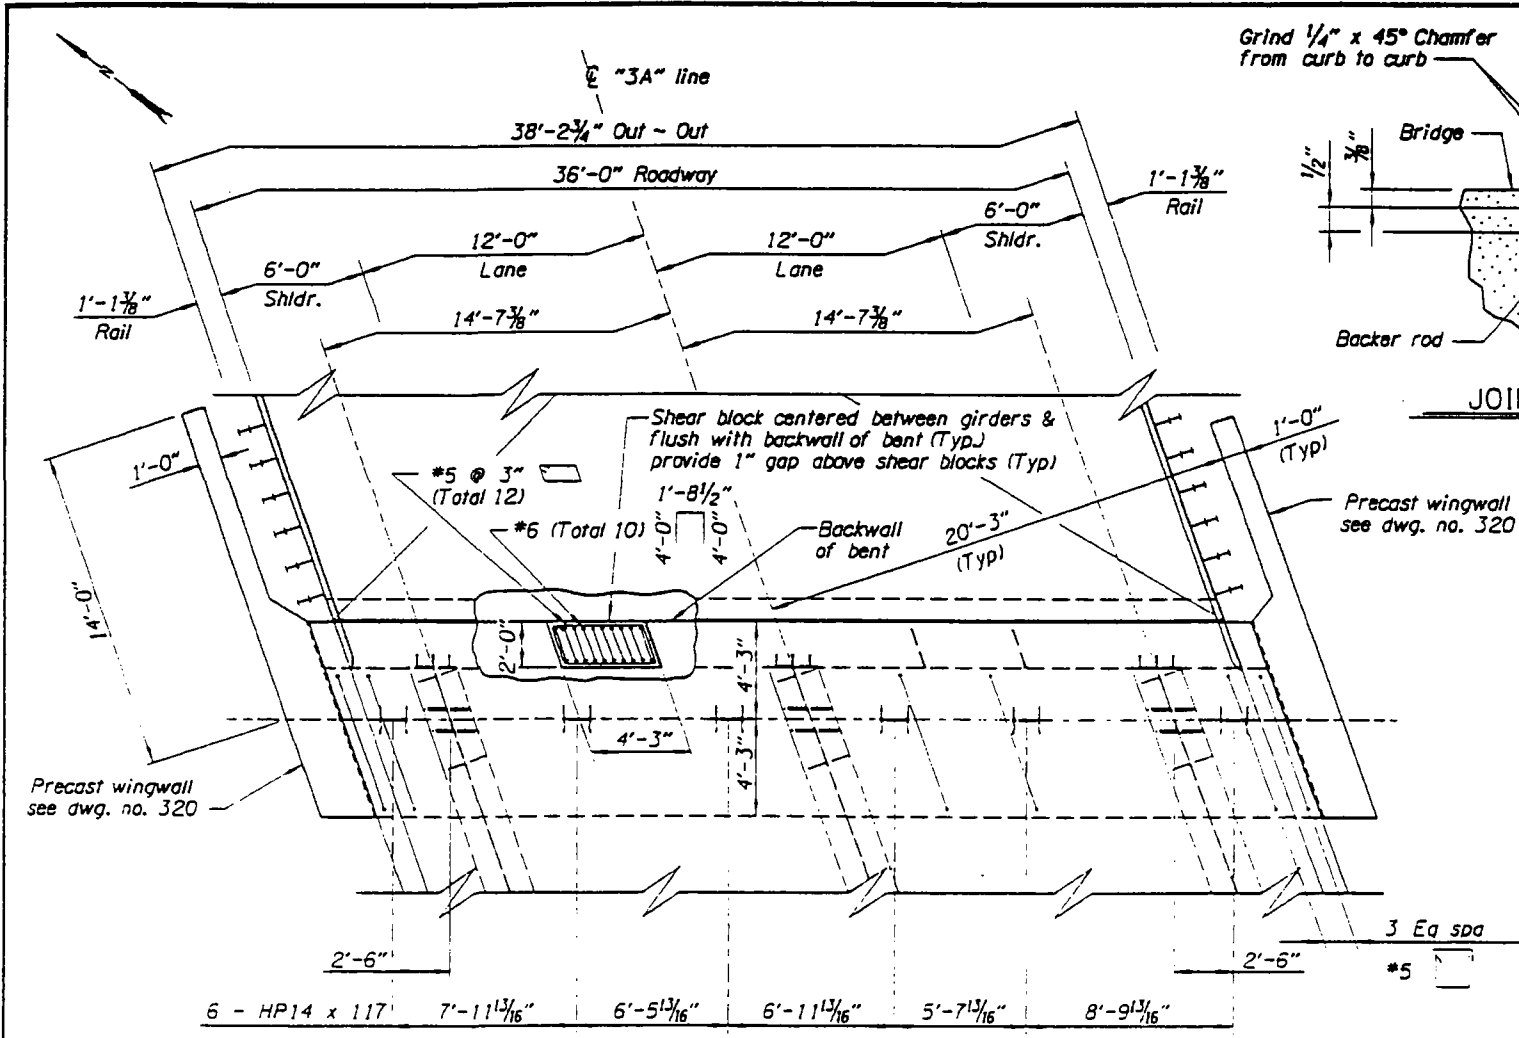 Grind 1/4" x 45° Chamfer
from curb to curb
N
℄ "3A" line
38'-2 3/4" Out ~ Out
Bridge
1/2"
3/8"
36'-0" Roadway
1'-1 3/8"
Rail
6'-0"
Shldr.
12'-0"
Lane
12'-0"
Lane
6'-0"
Shldr.
1'-1 3/8"
Rail
14'-7 3/8"
14'-7 3/8"
Backer rod
JOI
Shear block centered between girders &
flush with backwall of bent (Typ.)
provide 1" gap above shear blocks (Typ)
1'-0"
(Typ)
1'-0"
#5 @ 3"
(Total 12)
1'-8 1/2"
4'-0"
4'-0"
#6 (Total 10)
Backwall
of bent
20'-3"
(Typ)
Precast wingwall
see dwg. no. 320
14'-0"
2'-0"
4'-3"
4'-3"
4'-3"
Precast wingwall
see dwg. no. 320
3 Eq spa
#5
2'-6"
2'-6"
6 - HP14 x 117
7'-11 13/16"
6'-5 13/16"
6'-11 13/16"
5'-7 13/16"
8'-9 13/16"